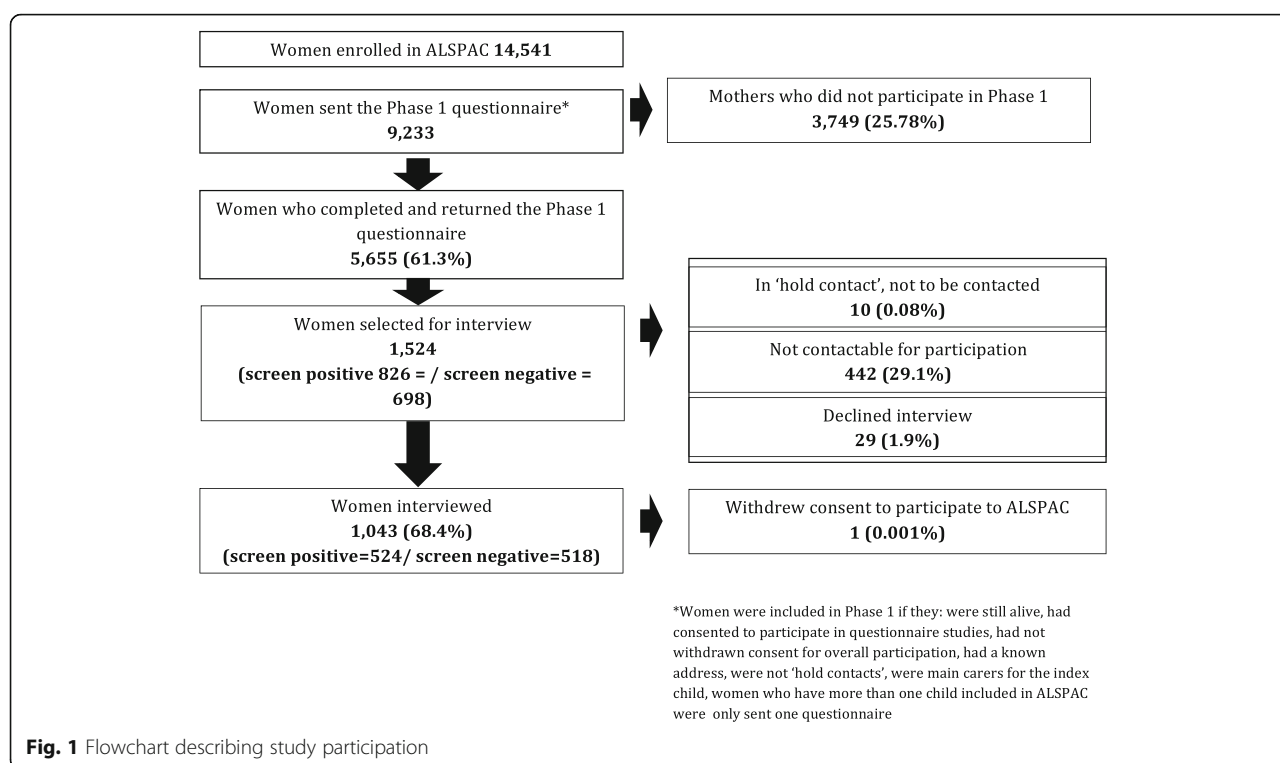 Women enrolled in ALSPAC 14,541
Women sent the Phase 1 questionnaire*
9,233
Mothers who did not participate in Phase 1
3,749 (25.78%)
Women who completed and returned the Phase 1
questionnaire
5,655 (61.3%)
Women selected for interview
1,524
(screen positive 826 = / screen negative =
698)
In ‘hold contact’, not to be contacted
10 (0.08%)
Not contactable for participation
442 (29.1%)
Declined interview
29 (1.9%)
Women interviewed
1,043 (68.4%)
(screen positive=524/ screen negative=518)
Withdrew consent to participate to ALSPAC
1 (0.001%)
*Women were included in Phase 1 if they: were still alive, had
consented to participate in questionnaire studies, had not
withdrawn consent for overall participation, had a known
address, were not ‘hold contacts’, were main carers for the index
child, women who have more than one child included in ALSPAC
were only sent one questionnaire
Fig. 1 Flowchart describing study participation